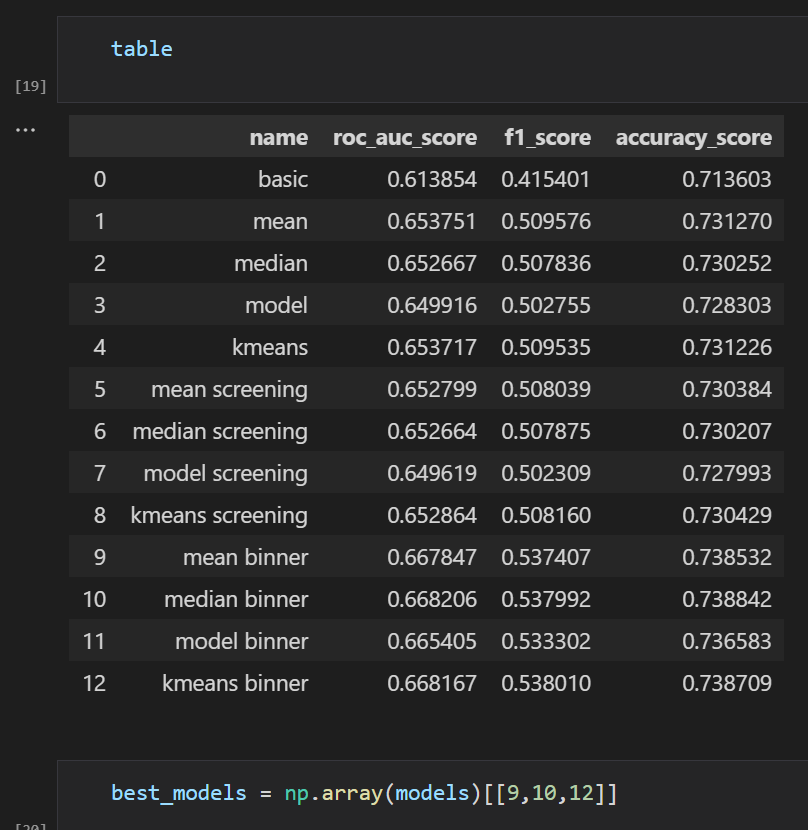 table
[19]
...
name roc_auc_score f1_score accuracy_score
0 basic 0.613854 0.415401 0.713603
1 mean 0.653751 0.509576 0.731270
2 median 0.652667 0.507836 0.730252
3 model 0.649916 0.502755 0.728303
4 kmeans 0.653717 0.509535 0.731226
5 mean screening 0.652799 0.508039 0.730384
6 median screening 0.652664 0.507875 0.730207
7 model screening 0.649619 0.502309 0.727993
8 kmeans screening 0.652864 0.508160 0.730429
9 mean binner 0.667847 0.537407 0.738532
10 median binner 0.668206 0.537992 0.738842
11 model binner 0.665405 0.533302 0.736583
12 kmeans binner 0.668167 0.538010 0.738709
best_models = np.array(models)[[9,10,12]]
[20]